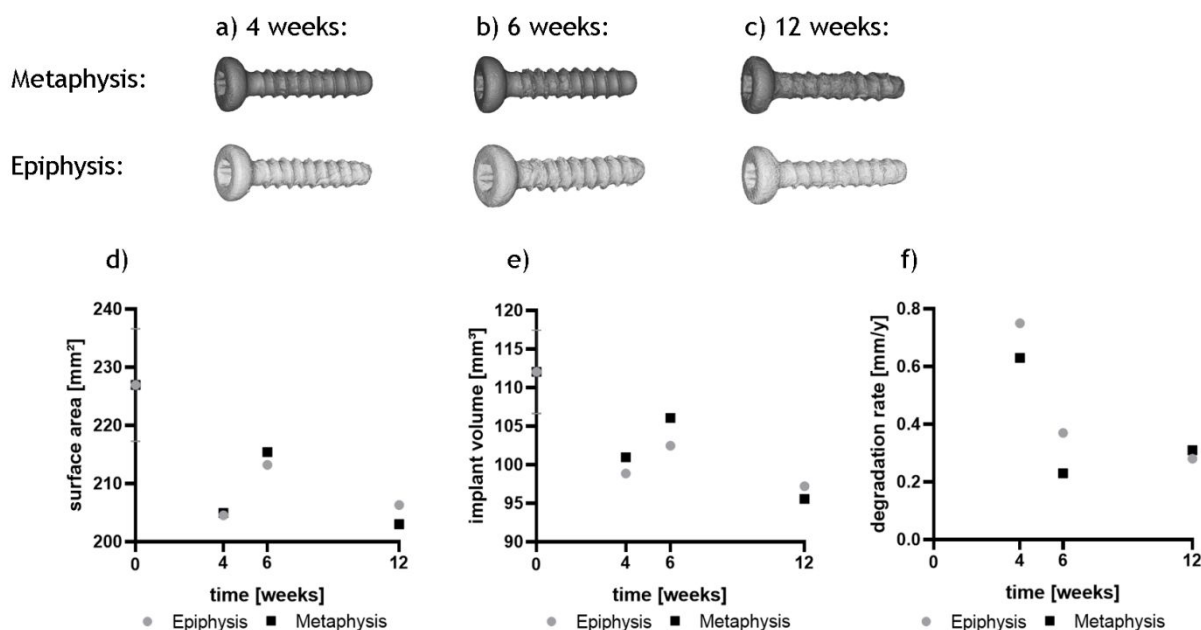 a) 4 weeks:
b) 6 weeks:
c) 12 weeks:
Metaphysis:
Epiphysis:
d)
surface area [mm²]
240
230
220
210
200
0
4
6
12
time [weeks]
Epiphysis
Metaphysis
e)
implant volume [mm³]
120
115
110
105
100
95
90
0
4
6
12
time [weeks]
Epiphysis
Metaphysis
f)
degradation rate [mm/y]
0.8
0.6
0.4
0.2
0.0
0
4
6
12
time [weeks]
Epiphysis
Metaphysis